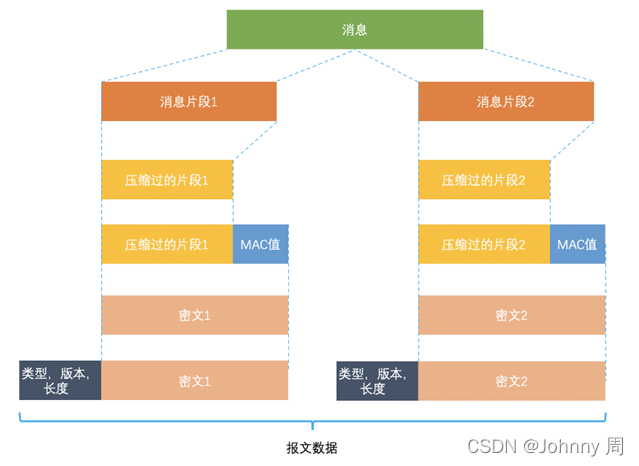 消息
消息片段1
消息片段2
压缩过的片段1
压缩过的片段2
压缩过的片段1
MAC值
压缩过的片段2
MAC值
密文1
密文2
类型，版本，
长度
密文1
类型，版本，
长度
密文2
报文数据
CSDN @Johnny 周